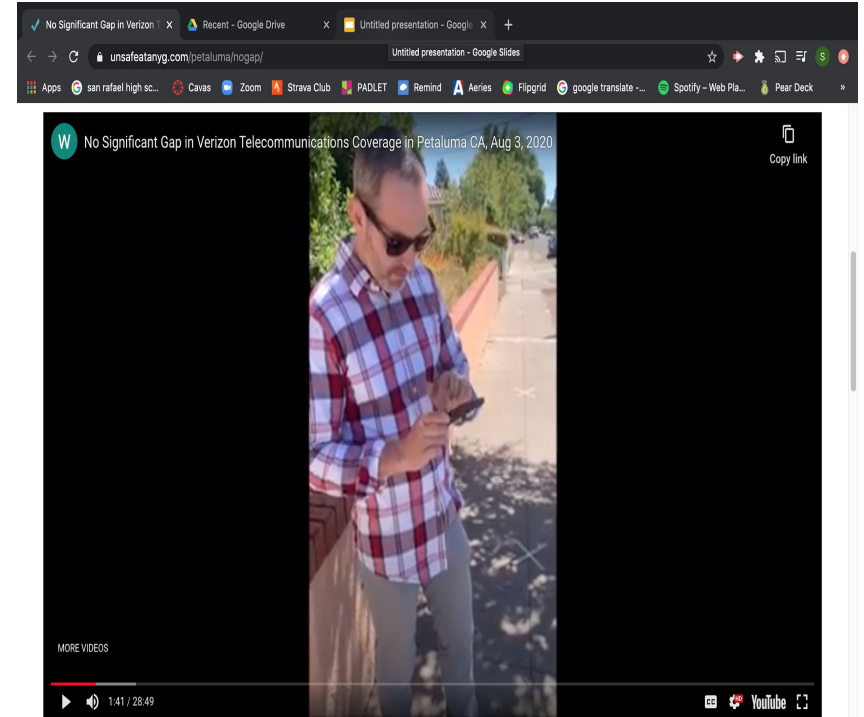 No Significant Gap in Verizon T
Recent - Google Drive
Untitled presentation - Google
unsafeatanyg.com/petaluma/nogap/
Untitled presentation - Google Slides
S
Apps
san rafael high sc...
Cavas
Zoom
Strava Club
PADLET
Remind
Aeries
Flipgrid
google translate -...
Spotify – Web Pla...
Pear Deck
»
W
No Significant Gap in Verizon Telecommunications Coverage in Petaluma CA, Aug 3, 2020
Copy link
MORE VIDEOS
1:41 / 28:49
CC
HD
YouTube